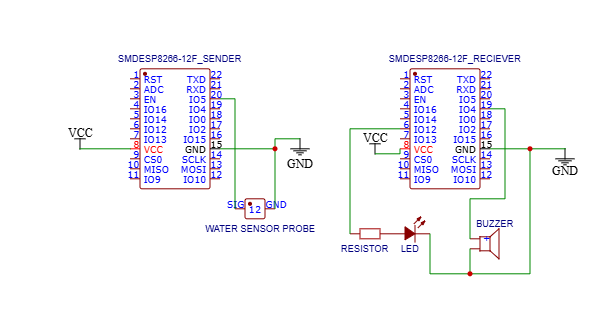 SMDESP8266-12F_SENDER
1 RST TXD 22
2 ADC RXD 21
3 EN IO5 20
4 IO16 IO4 19
5 IO14 IO0 18
6 IO12 IO2 17
7 IO13 IO15 16
8 VCC GND 15
9 CS0 SCLK 14
10 MISO MOSI 13
11 IO9 IO10 12
VCC
GND
SIG 12 GND
WATER SENSOR PROBE
SMDESP8266-12F_RECIEVER
1 RST TXD 22
2 ADC RXD 21
3 EN IO5 20
4 IO16 IO4 19
5 IO14 IO0 18
6 IO12 IO2 17
7 IO13 IO15 16
8 VCC GND 15
9 CS0 SCLK 14
10 MISO MOSI 13
11 IO9 IO10 12
VCC
GND
BUZZER
+
RESISTOR LED